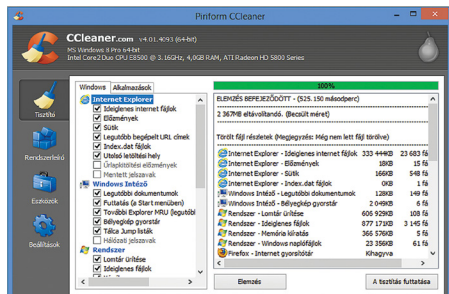 Piriform CCleaner
CCleaner.com v4.01.4093 (64-bit)
MS Windows 8 Pro 64-bit
Intel Core2 Duo CPU E8500 @ 3.16GHz, 4,0GB RAM, ATI Radeon HD 5800 Series
Tisztító
Rendszerleíró
Eszközök
Beállítások
Windows Alkalmazások
Internet Explorer
Ideiglenes internet fájlok
Előzmények
Sütik
Legutóbb begépelt URL címek
Index.dat fájlok
Utolsó letöltési hely
Űrlapkitöltési előzmények
Mentett jelszavak
Windows Intéző
Legutóbbi dokumentumok
Futtatás (a Start menüben)
További Explorer MRU (legutóbbi
Bélyegkép gyorstár
Tálca Jump listák
Hálózati jelszavak
Rendszer
Lomtár ürítése
Ideiglenes fájlok
100%
ELEMZÉS BEFEJEZŐDÖTT - (525.150 másodperc)
2 367MB eltávolítandó. (Becsült méret)
Törölt fájl részletek (Megjegyzés: Még nem lett fájl törölve)
Internet Explorer - Ideiglenes internet fájlok 333 444KB 23 683 fá
Internet Explorer - Előzmények 18KB 15 fá
Internet Explorer - Sütik 166KB 548 fá
Internet Explorer - Index.dat fájlok 0KB 1 fá
Windows Intéző - Legutóbbi dokumentumok 128KB 149 fá
Windows Intéző - Bélyegkép gyorstár 2 049KB 6 fá
Rendszer - Lomtár ürítése 606 929KB 108 fá
Rendszer - Ideiglenes fájlok 877 171KB 3 145 fá
Rendszer - Memória kiíratás 366 576KB 5 fá
Rendszer - Windows naplófájlok 23 356KB 61 fá
Firefox - Internet gyorsítótár Kihagyva
Elemzés
A tisztítás futtatása